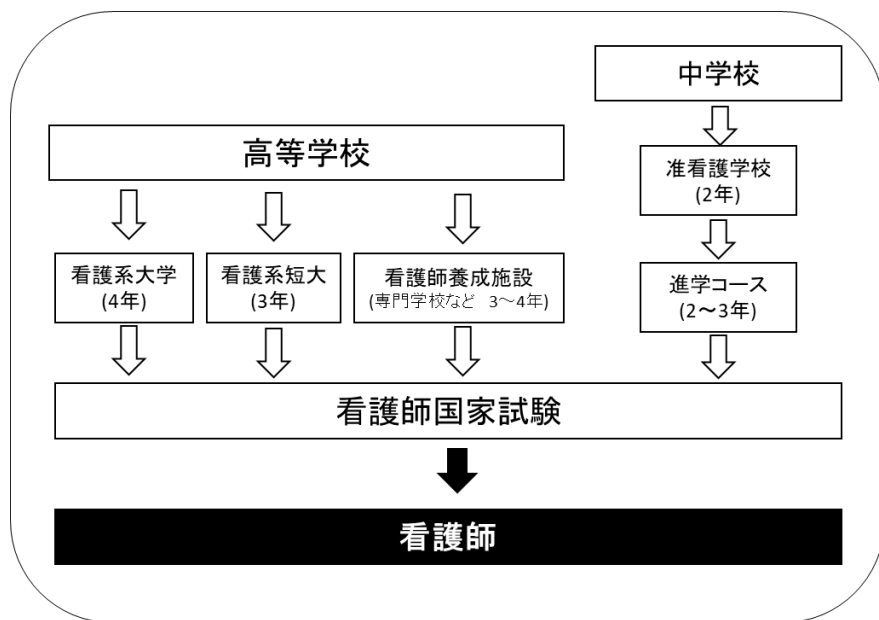 中学校
高等学校
准看護学校
(2年)
看護系大学
(4年)
看護系短大
(3年)
看護師養成施設
(専門学校など 3～4年)
進学コース
(2～3年)
看護師国家試験
看護師